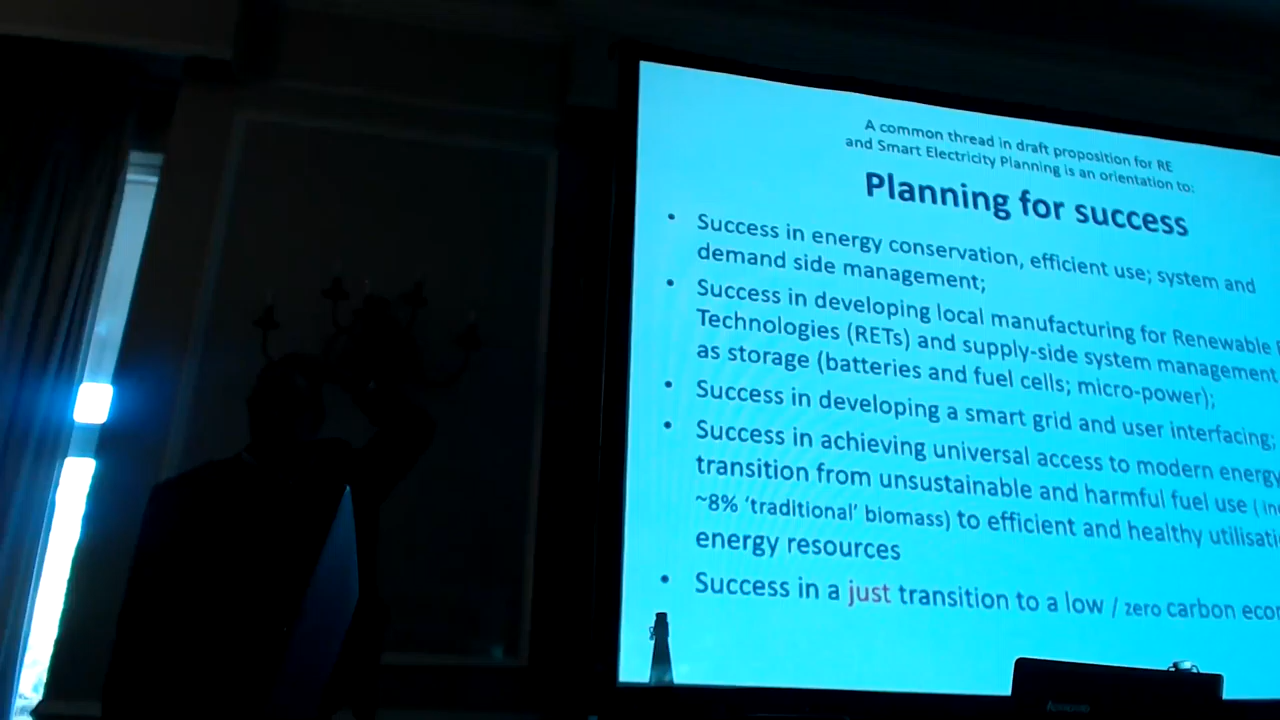 A common thread in draft proposition for RE
and Smart Electricity Planning is an orientation to:
Planning for success
• Success in energy conservation, efficient use; system and
demand side management;
• Success in developing local manufacturing for Renewable
Technologies (RETs) and supply-side system management
as storage (batteries and fuel cells; micro-power);
• Success in developing a smart grid and user interfacing;
• Success in achieving universal access to modern energy
transition from unsustainable and harmful fuel use (
~8% 'traditional' biomass) to efficient and healthy
energy resources
• Success in a just transition to a low / zero carbon